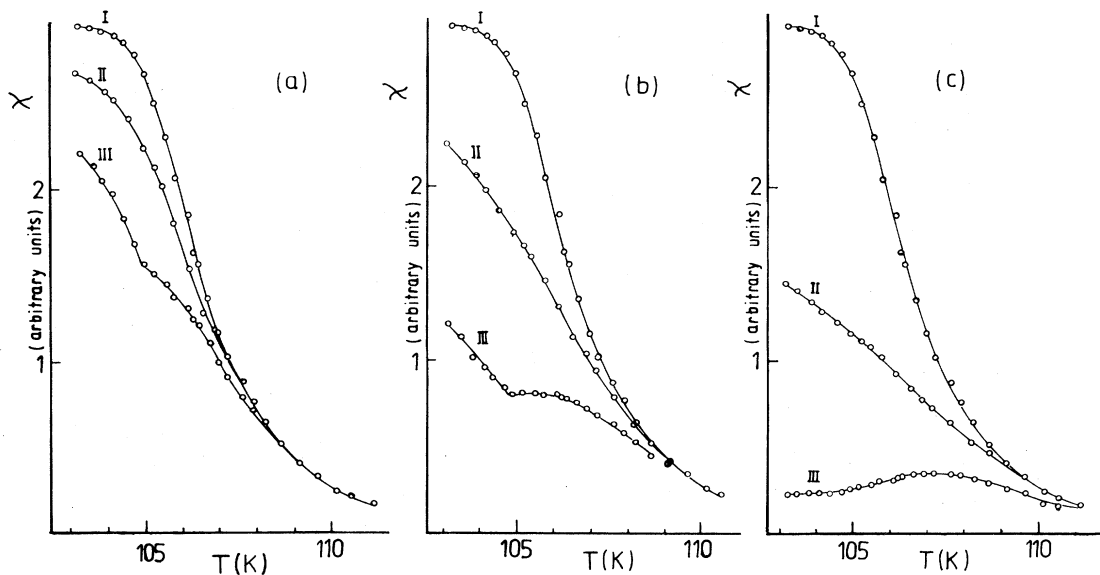 I
II
III
(a)
χ
(arbitrary units)
2
1
105
110
T(K)
I
II
III
(b)
χ
(arbitrary units)
2
1
105
110
T(K)
I
II
III
(c)
χ
(arbitrary units)
2
1
105
110
T(K)